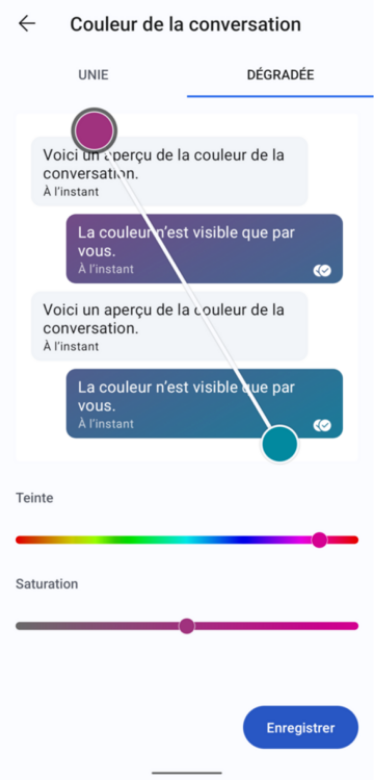 Couleur de la conversation
UNIE
DÉGRADÉE
Voici un aperçu de la couleur de la
conversation.
À l'instant
La couleur n'est visible que par
vous.
À l'instant
Voici un aperçu de la couleur de la
conversation.
À l'instant
La couleur n'est visible que par
vous.
À l'instant
Teinte
Saturation
Enregistrer